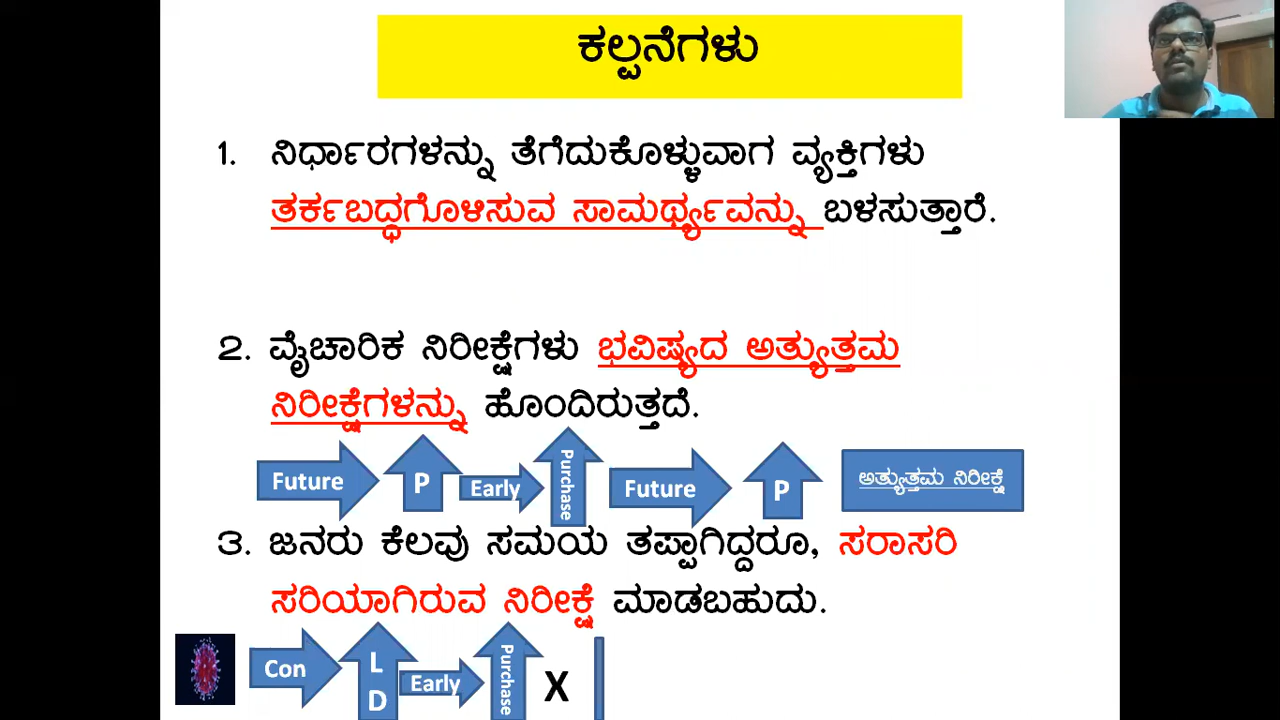 ಕಲ್ಪನೆಗಳು
1. ನಿರ್ಧಾರಗಳನ್ನು ತೆಗೆದುಕೊಳ್ಳುವಾಗ ವ್ಯಕ್ತಿಗಳು
ತರ್ಕಬದ್ಧಗೊಳಿಸುವ ಸಾಮರ್ಥ್ಯವನ್ನು ಬಳಸುತ್ತಾರೆ.
2. ವೈಚಾರಿಕ ನಿರೀಕ್ಷೆಗಳು ಭವಿಷ್ಯದ ಅತ್ಯುತ್ತಮ
ನಿರೀಕ್ಷೆಗಳನ್ನು ಹೊಂದಿರುತ್ತದೆ.
Future P Early Purchase Future P ಅತ್ಯುತ್ತಮ ನಿರೀಕ್ಷೆ
3. ಜನರು ಕೆಲವು ಸಮಯ ತಪ್ಪಾಗಿದ್ದರೂ, ಸರಾಸರಿ
ಸರಿಯಾಗಿರುವ ನಿರೀಕ್ಷೆ ಮಾಡಬಹುದು.
Con L D Early Purchase X